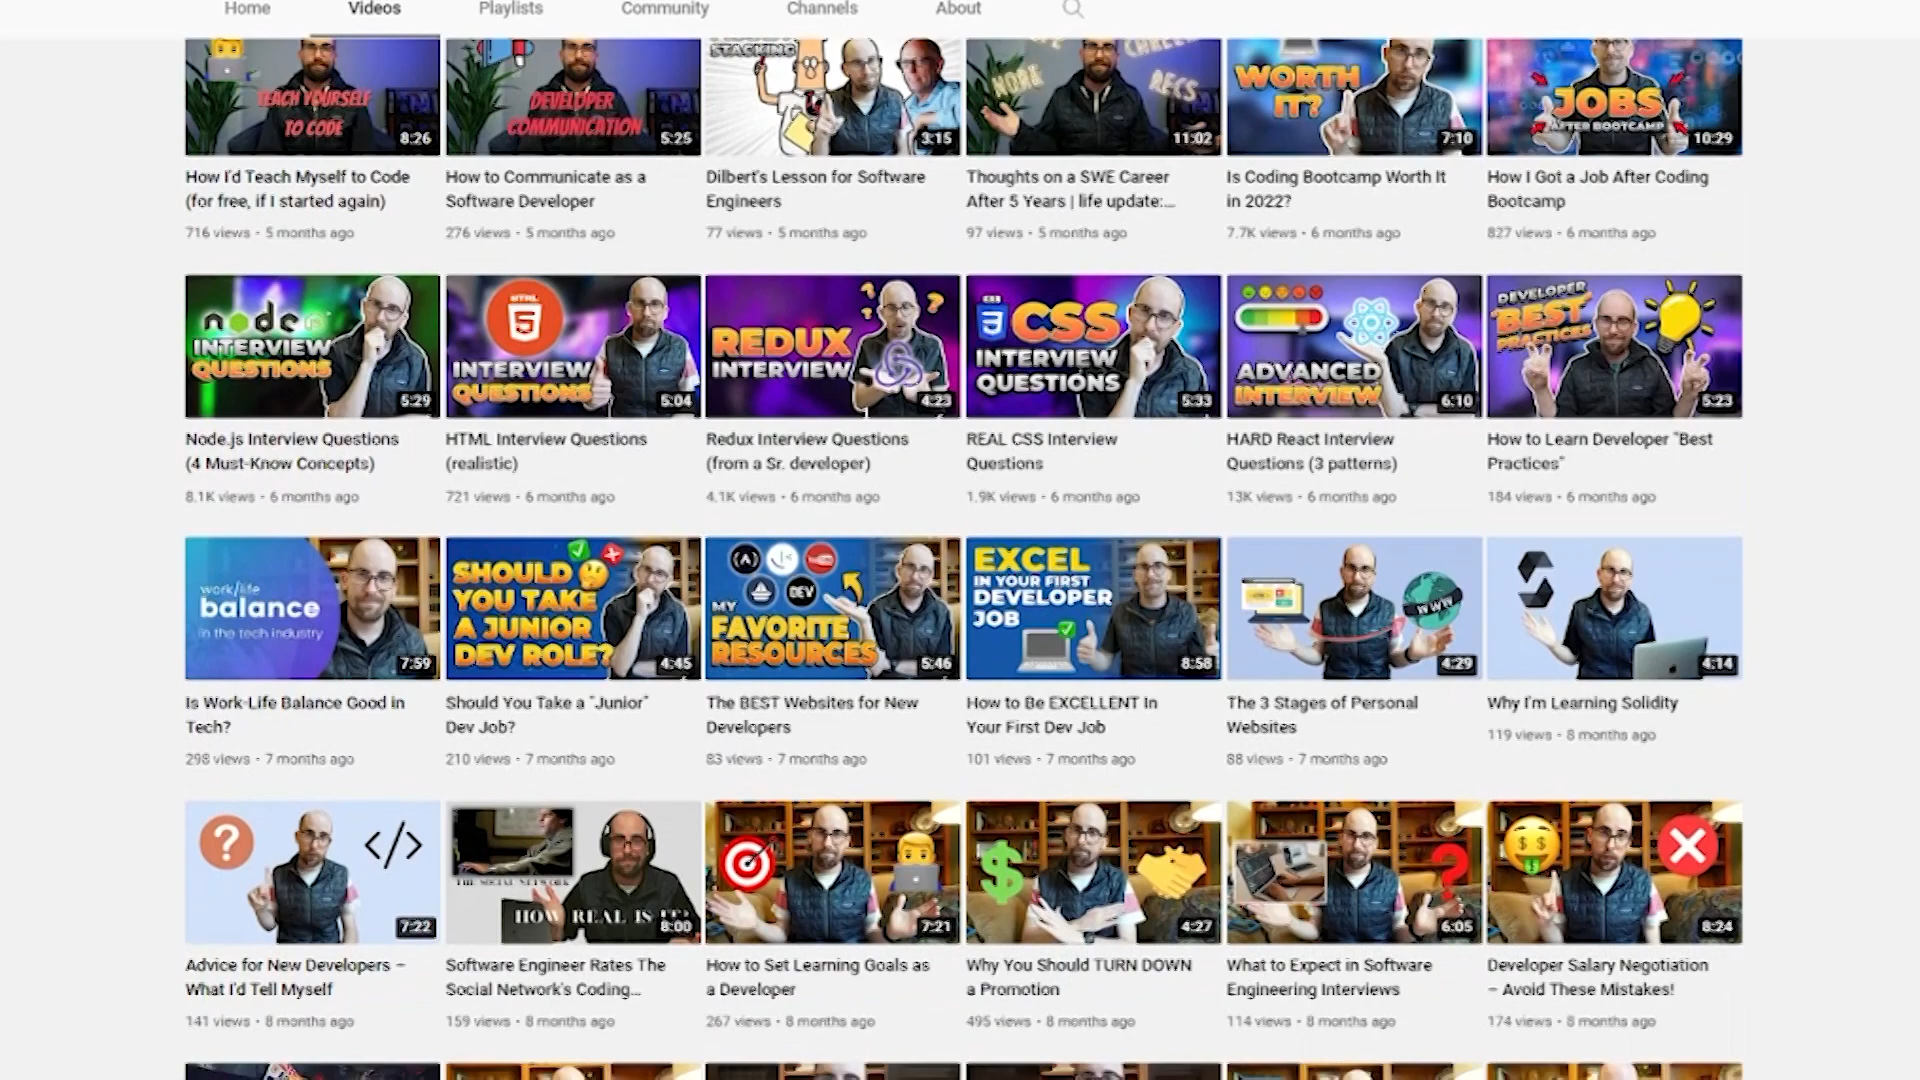 Home Videos Playlists Community Channels About
TEACH YOURSELF
TO CODE
8:26
DEVELOPER
COMMUNICATION
5:25
STACKING
3:15
MORE
RECS
11:02
WORTH
IT?
7:10
JOBS
AFTER BOOTCAMP
10:29
How I'd Teach Myself to Code
(for free, if I started again)
716 views • 5 months ago
How to Communicate as a
Software Developer
276 views • 5 months ago
Dilbert's Lesson for Software
Engineers
77 views • 5 months ago
Thoughts on a SWE Career
After 5 Years | life update:...
97 views • 5 months ago
Is Coding Bootcamp Worth It
in 2022?
7.7K views • 6 months ago
How I Got a Job After Coding
Bootcamp
827 views • 6 months ago
node
INTERVIEW
QUESTIONS
5:29
HTML
5
INTERVIEW
QUESTIONS
5:04
REDUX
INTERVIEW
4:23
CSS
3
CSS
INTERVIEW
QUESTIONS
5:33
ADVANCED
INTERVIEW
6:10
DEVELOPER
BEST
PRACTICES
5:23
Node.js Interview Questions
(4 Must-Know Concepts)
8.1K views • 6 months ago
HTML Interview Questions
(realistic)
721 views • 6 months ago
Redux Interview Questions
(from a Sr. developer)
4.1K views • 6 months ago
REAL CSS Interview
Questions
1.9K views • 6 months ago
HARD React Interview
Questions (3 patterns)
13K views • 6 months ago
How to Learn Developer "Best
Practices"
184 views • 6 months ago
work/life
balance
in the tech industry
7:59
SHOULD
YOU TAKE
A JUNIOR
DEV ROLE?
4:45
DEV
MY
FAVORITE
RESOURCES
5:46
EXCEL
IN YOUR FIRST
DEVELOPER
JOB
8:58
WWW
4:29
4:14
Is Work-Life Balance Good in
Tech?
298 views • 7 months ago
Should You Take a "Junior"
Dev Job?
210 views • 7 months ago
The BEST Websites for New
Developers
83 views • 7 months ago
How to Be EXCELLENT In
Your First Dev Job
101 views • 7 months ago
The 3 Stages of Personal
Websites
88 views • 7 months ago
Why I'm Learning Solidity
119 views • 8 months ago
?
</>
7:22
THE SOCIAL NETWORK
HOW REAL IS IT?
8:00
7:21
$
4:27
?
6:05
8:24
Advice for New Developers –
What I'd Tell Myself
141 views • 8 months ago
Software Engineer Rates The
Social Network's Coding...
159 views • 8 months ago
How to Set Learning Goals as
a Developer
267 views • 8 months ago
Why You Should TURN DOWN
a Promotion
495 views • 8 months ago
What to Expect in Software
Engineering Interviews
114 views • 8 months ago
Developer Salary Negotiation
– Avoid These Mistakes!
174 views • 8 months ago